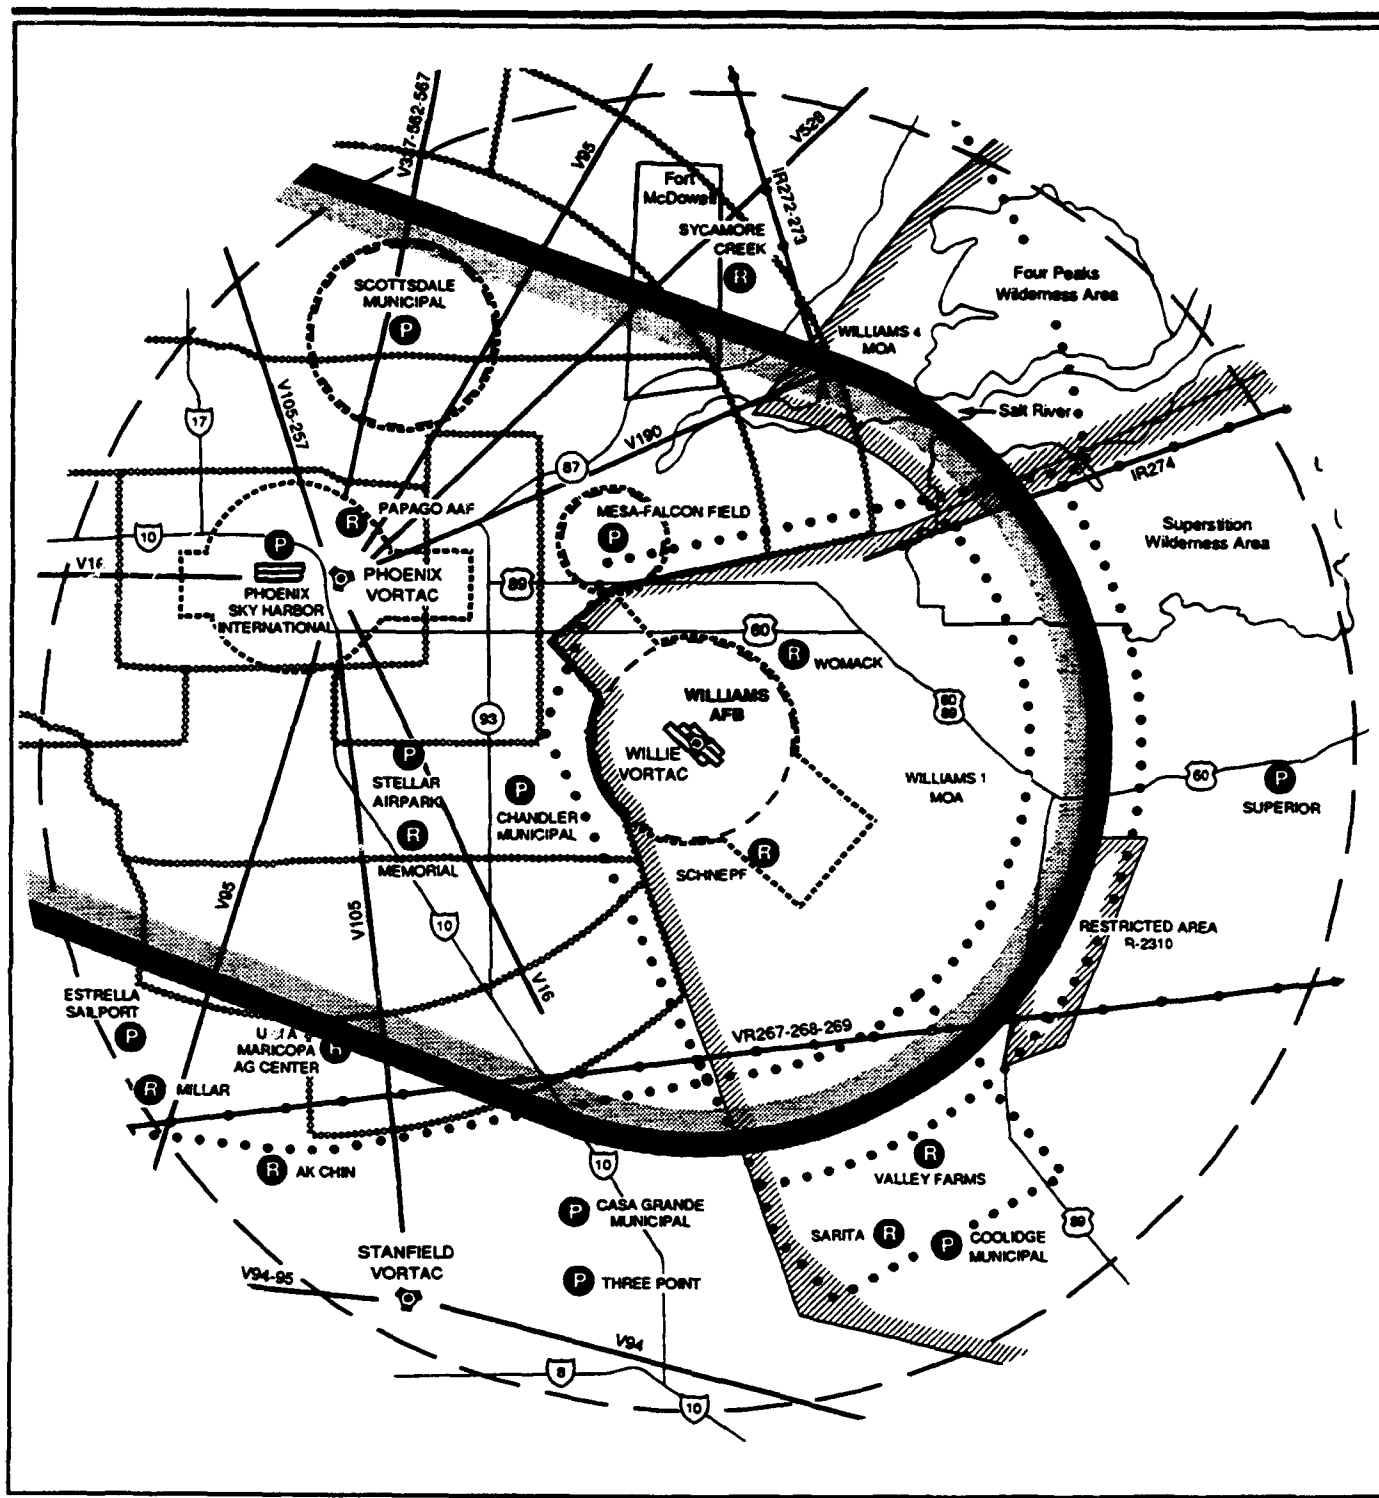 V95
V528
IR272-273
Fort
McDowell
SYCAMORE
CREEK
R
Four Peaks
Wilderness Area
SCOTTSDALE
MUNICIPAL
P
WILLIAMS 4
MOA
Salt River
V105-257
17
V190
87
IR274
PAPAGO AAF
R
MESA-FALCON FIELD
P
Superstition
Wilderness Area
10
P
PHOENIX
VORTAC
89
PHOENIX
SKY HARBOR
INTERNATIONAL
60
R
WOMACK
WILLIAMS
AFB
60
89
93
WILLIE
VORTAC
P
STELLAR
AIRPARK
P
CHANDLER
MUNICIPAL
WILLIAMS 1
MOA
60
P
SUPERIOR
R
MEMORIAL
R
SCHNEPF
V95
V105
10
RESTRICTED AREA
R-2310
V16
ESTRELLA
SAILPORT
P
VR267-268-269
MARICOPA
AG CENTER
R
R
MILLAR
R
AK CHIN
10
R
VALLEY FARMS
P
CASA GRANDE
MUNICIPAL
89
SARITA
R
P
COOLIDGE
MUNICIPAL
STANFIELD
VORTAC
V94-95
P
THREE POINT
V94
8
10